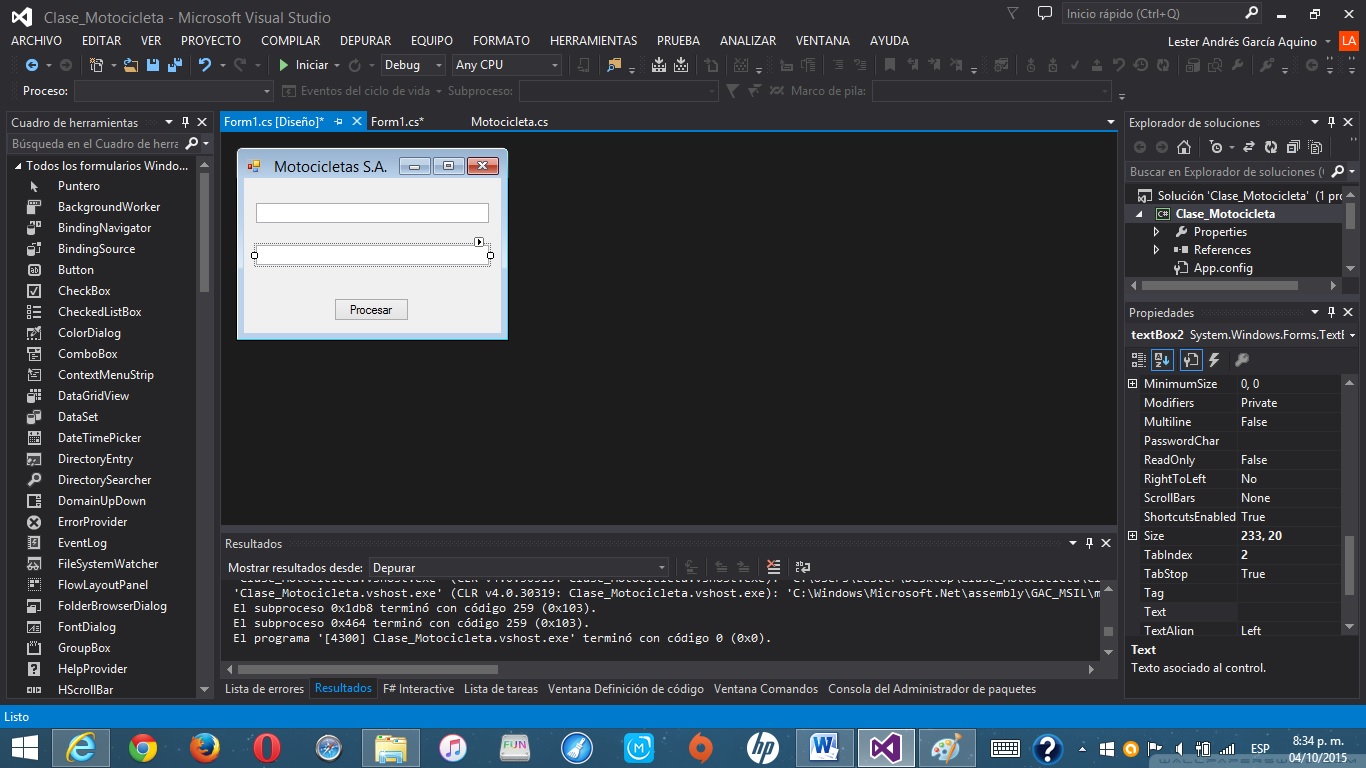 Clase_Motocicleta - Microsoft Visual Studio
Inicio rápido (Ctrl+Q)
ARCHIVO EDITAR VER PROYECTO COMPILAR DEPURAR EQUIPO FORMATO HERRAMIENTAS PRUEBA ANALIZAR VENTANA AYUDA
Lester Andrés García Aquino LA
Iniciar Debug Any CPU
Proceso: Eventos del ciclo de vida Subproceso: Marco de pila:
Cuadro de herramientas
Búsqueda en el Cuadro de herra
Todos los formularios Windo...
Puntero
BackgroundWorker
BindingNavigator
BindingSource
Button
CheckBox
CheckedListBox
ColorDialog
ComboBox
ContextMenuStrip
DataGridView
DataSet
DateTimePicker
DirectoryEntry
DirectorySearcher
DomainUpDown
ErrorProvider
EventLog
FileSystemWatcher
FlowLayoutPanel
FolderBrowserDialog
FontDialog
GroupBox
HelpProvider
HScrollBar
Form1.cs [Diseño]* Form1.cs* Motocicleta.cs
Motocicletas S.A.
Procesar
Resultados
Mostrar resultados desde: Depurar
'Clase_Motocicleta.vshost.exe' (CLR v4.0.30319: Clase_Motocicleta.vshost.exe): 'C:\Windows\Microsoft.Net\assembly\GAC_MSIL\m
El subproceso 0x1db8 terminó con código 259 (0x103).
El subproceso 0x464 terminó con código 259 (0x103).
El programa '[4300] Clase_Motocicleta.vshost.exe' terminó con código 0 (0x0).
Lista de errores Resultados F# Interactive Lista de tareas Ventana Definición de código Ventana Comandos Consola del Administrador de paquetes
Explorador de soluciones
Buscar en Explorador de soluciones (
Solución 'Clase_Motocicleta' (1 pro
C# Clase_Motocicleta
Properties
References
App.config
Propiedades
textBox2 System.Windows.Forms.TextB
MinimumSize 0, 0
Modifiers Private
Multiline False
PasswordChar
ReadOnly False
RightToLeft No
ScrollBars None
ShortcutsEnabled True
Size 233, 20
TabIndex 2
TabStop True
Tag
Text
TextAlign Left
Text
Texto asociado al control.
Listo
FUN
hp
ESP
8:34 p. m.
04/10/2015